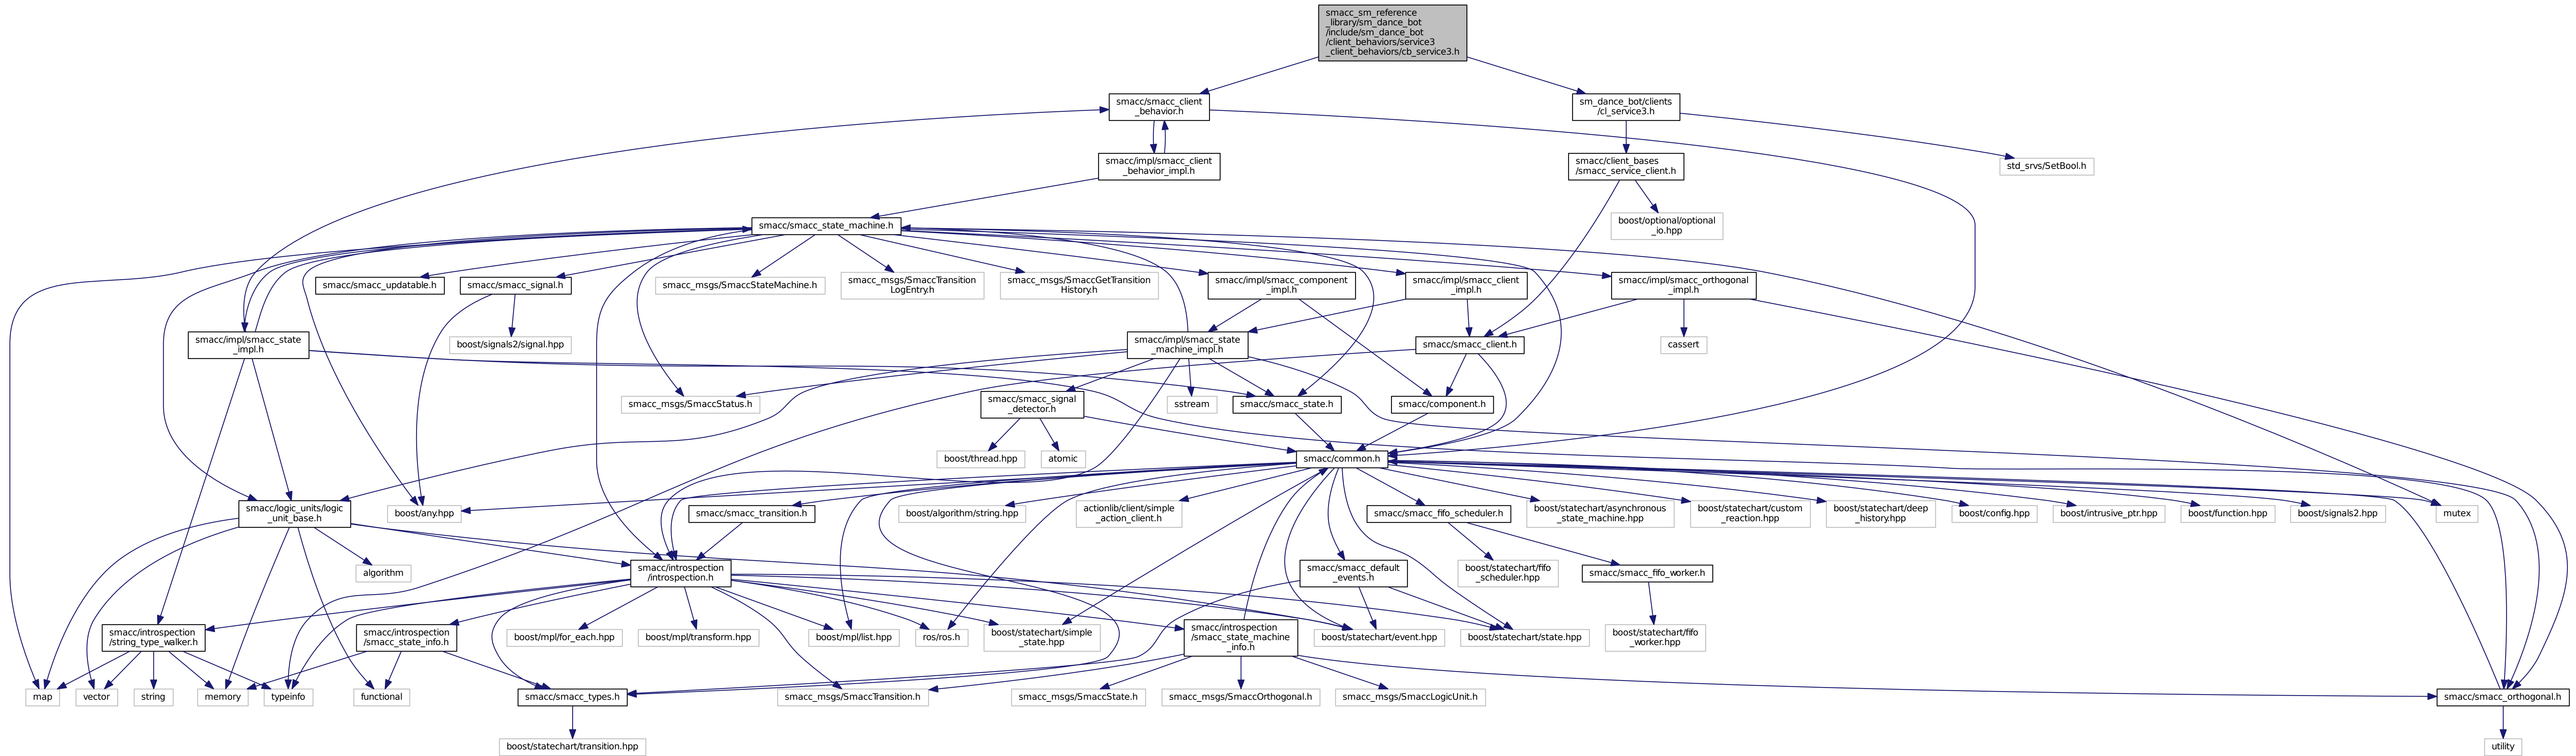 smacc_sm_reference
_library/sm_dance_bot
/include/sm_dance_bot
/client_behaviors/service3
_client_behaviors/cb_service3.h
smacc/smacc_client
_behavior.h
sm_dance_bot/clients
/cl_service3.h
smacc/impl/smacc_client
_behavior_impl.h
smacc/client_bases
/smacc_service_client.h
std_srvs/SetBool.h
smacc/smacc_state_machine.h
boost/optional/optional
_io.hpp
smacc/smacc_updatable.h
smacc/smacc_signal.h
smacc_msgs/SmaccStateMachine.h
smacc_msgs/SmaccTransition
LogEntry.h
smacc_msgs/SmaccGetTransition
History.h
smacc/impl/smacc_component
_impl.h
smacc/impl/smacc_client
_impl.h
smacc/impl/smacc_orthogonal
_impl.h
smacc/impl/smacc_state
_impl.h
boost/signals2/signal.hpp
smacc/impl/smacc_state
_machine_impl.h
smacc/smacc_client.h
cassert
smacc_msgs/SmaccStatus.h
smacc/smacc_signal
_detector.h
sstream
smacc/smacc_state.h
smacc/component.h
boost/thread.hpp
atomic
smacc/common.h
smacc/logic_units/logic
_unit_base.h
boost/any.hpp
smacc/smacc_transition.h
boost/algorithm/string.hpp
actionlib/client/simple
_action_client.h
smacc/smacc_fifo_scheduler.h
boost/statechart/asynchronous
_state_machine.hpp
boost/statechart/custom
_reaction.hpp
boost/statechart/deep
_history.hpp
boost/config.hpp
boost/intrusive_ptr.hpp
boost/function.hpp
boost/signals2.hpp
mutex
algorithm
smacc/introspection
/introspection.h
smacc/smacc_default
_events.h
boost/statechart/fifo
_scheduler.hpp
smacc/smacc_fifo_worker.h
smacc/introspection
/string_type_walker.h
smacc/introspection
/smacc_state_info.h
boost/mpl/for_each.hpp
boost/mpl/transform.hpp
boost/mpl/list.hpp
ros/ros.h
boost/statechart/simple
_state.hpp
smacc/introspection
/smacc_state_machine
_info.h
boost/statechart/event.hpp
boost/statechart/state.hpp
boost/statechart/fifo
_worker.hpp
map
vector
string
memory
typeinfo
functional
smacc/smacc_types.h
smacc_msgs/SmaccTransition.h
smacc_msgs/SmaccState.h
smacc_msgs/SmaccOrthogonal.h
smacc_msgs/SmaccLogicUnit.h
smacc/smacc_orthogonal.h
boost/statechart/transition.hpp
utility